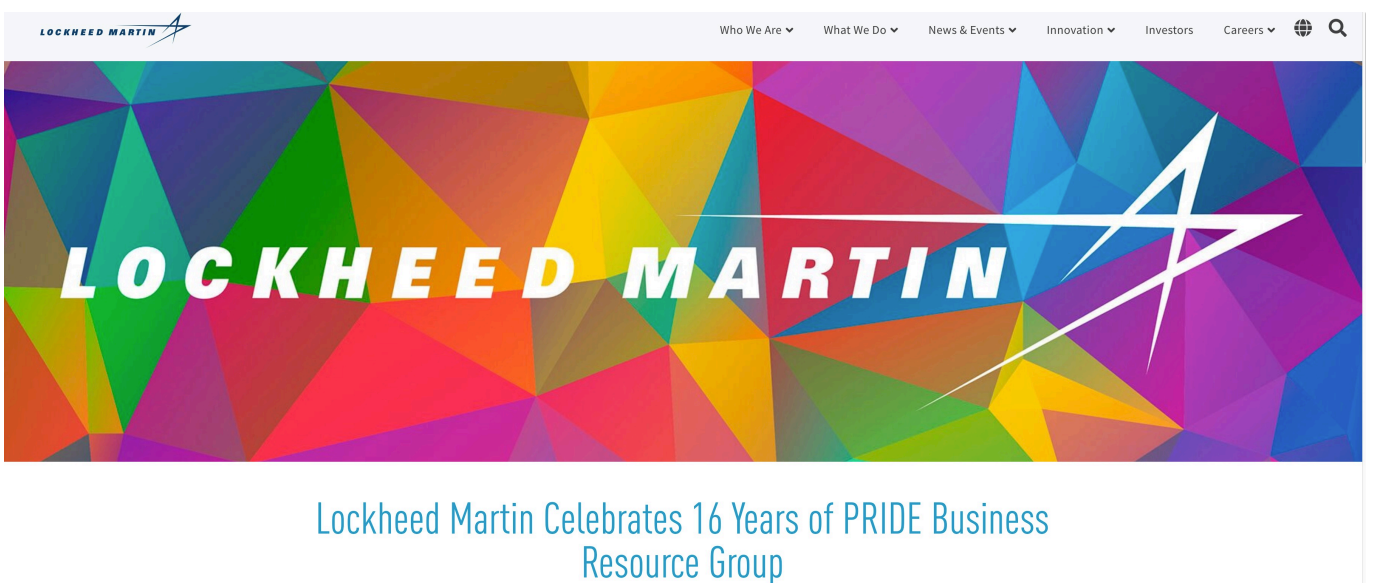 LOCKHEED MARTIN
Who We Are What We Do News & Events Innovation Investors Careers
LOCKHEED MARTIN
Lockheed Martin Celebrates 16 Years of PRIDE Business
Resource Group